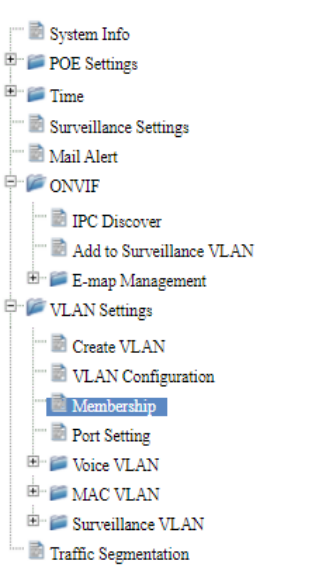 System Info
POE Settings
Time
Surveillance Settings
Mail Alert
ONVIF
IPC Discover
Add to Surveillance VLAN
E-map Management
VLAN Settings
Create VLAN
VLAN Configuration
Membership
Port Setting
Voice VLAN
MAC VLAN
Surveillance VLAN
Traffic Segmentation